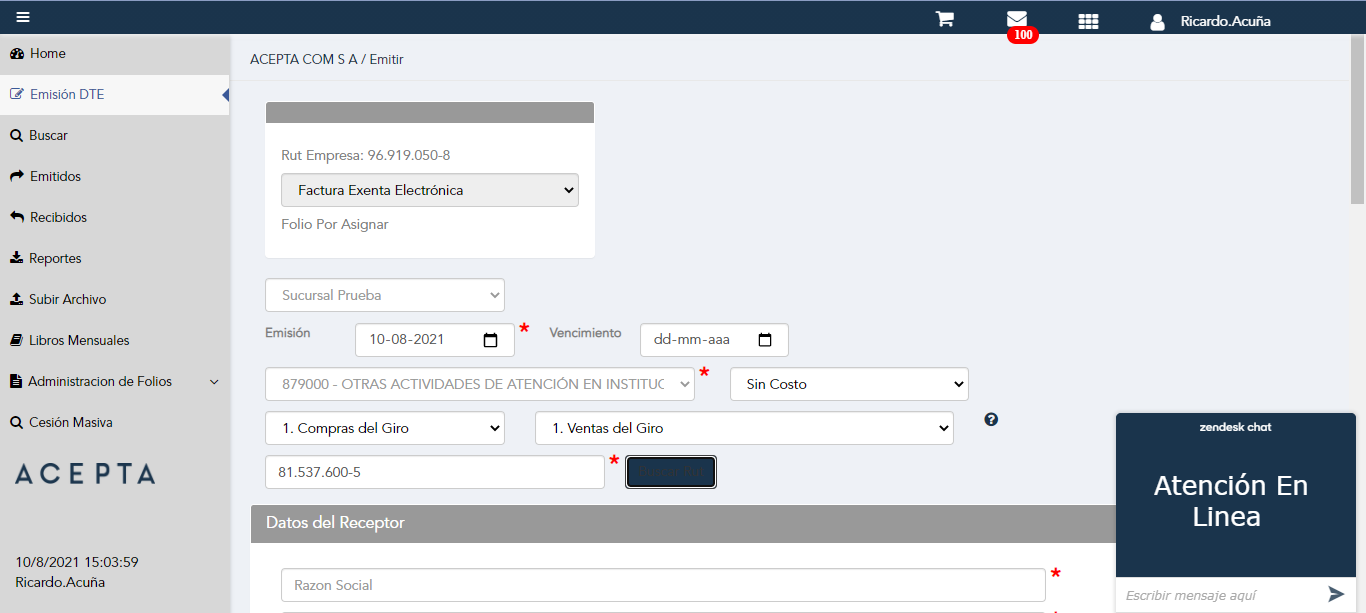 100
Ricardo.Acuña
Home
Emisión DTE
Buscar
Emitidos
Recibidos
Reportes
Subir Archivo
Libros Mensuales
Administracion de Folios
Cesión Masiva
ACEPTA
10/8/2021 15:03:59
Ricardo.Acuña
ACEPTA COM S A / Emitir
Rut Empresa: 96.919.050-8
Factura Exenta Electrónica
Folio Por Asignar
Sucursal Prueba
Emisión 10-08-2021 * Vencimiento dd-mm-aaa
879000 - OTRAS ACTIVIDADES DE ATENCIÓN EN INSTITUC * Sin Costo
1. Compras del Giro 1. Ventas del Giro ?
81.537.600-5 *
Datos del Receptor
Razon Social *
zendesk chat
Atención En
Linea
Escribir mensaje aquí